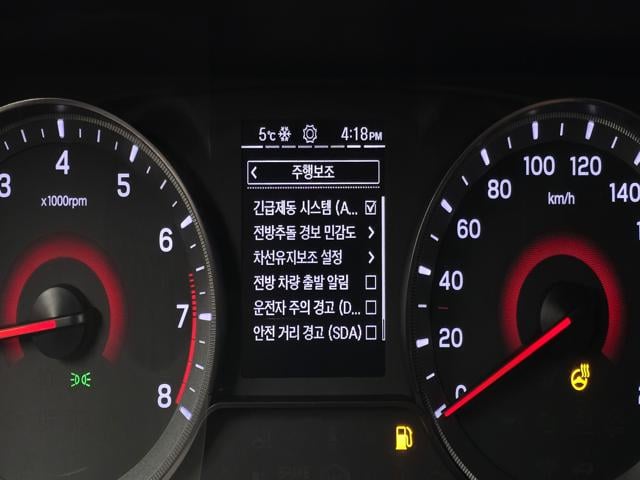 5℃ 4:18PM
< 주행보조
긴급제동 시스템 (A...
전방추돌 경보 민감도 >
차선유지보조 설정 >
전방 차량 출발 알림
운전자 주의 경고 (D...
안전 거리 경고 (SDA)
3
4
5
6
7
8
x1000rpm
0
20
40
60
80
100
120
140
km/h